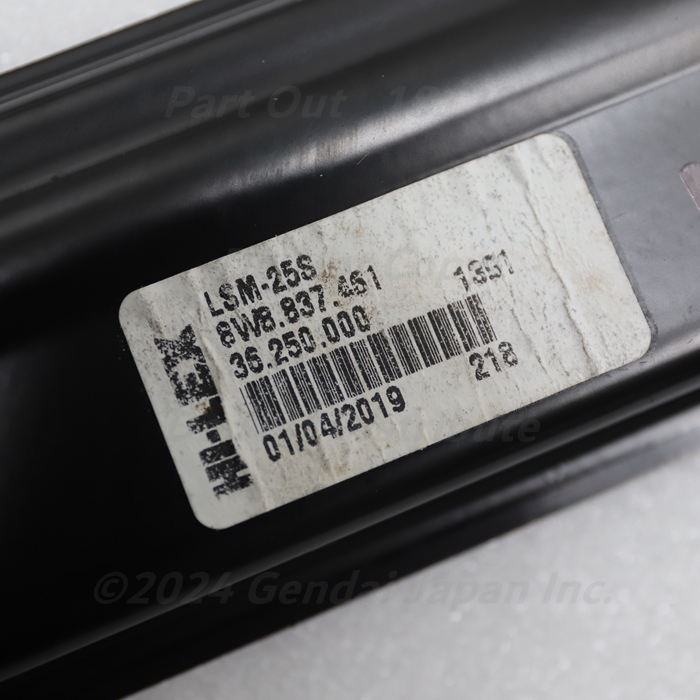 Part Out
HI-LEX
LSM-25S
8W8.837.461
1351
36.250.000
218
01/04/2019
©2024 Gendai Japan Inc.